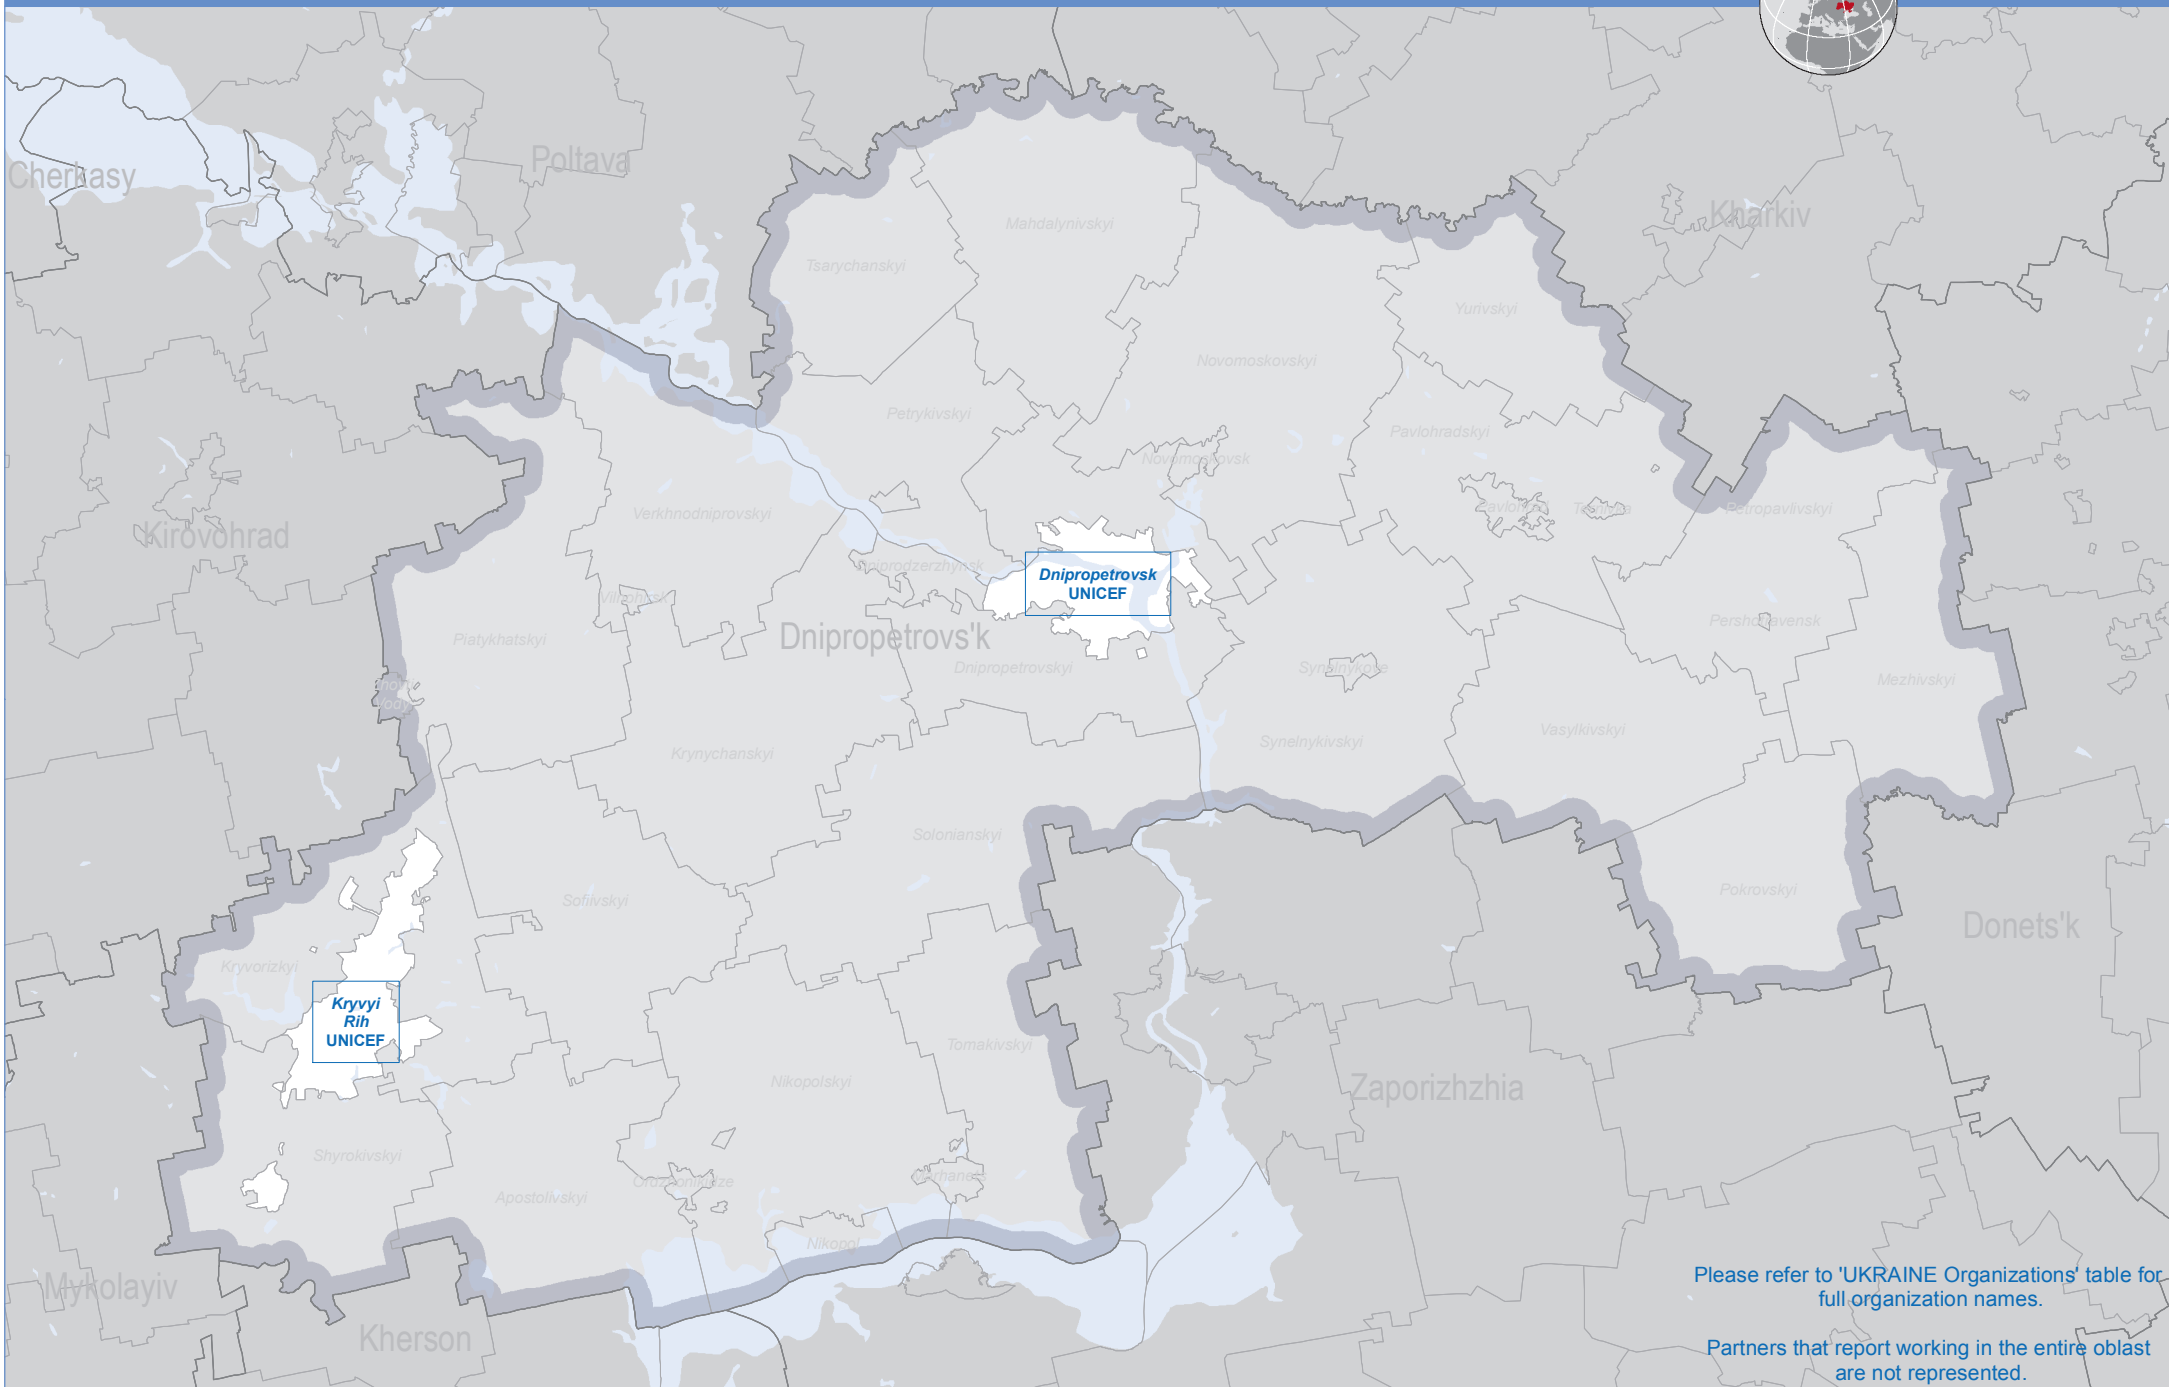 Cherkasy
Poltava
Kharkiv
Mahdalynivskyi
Tsarychanskyi
Yurivskyi
Novomoskovskyi
Petrykivskyi
Pavlohradskyi
Novomoskovsk
Kirovohrad
Verkhnodniprovskyi
Pavlohrad
Ternivka
Petropavlivskyi
Dniprodzerzhynsk
Dnipropetrovsk
UNICEF
Vilnohirsk
Pershotravensk
Piatykhatskyi
Dnipropetrovs'k
Dnipropetrovskyi
Synelnykove
Mezhivskyi
Zhovti
Vody
Krynychanskyi
Synelnykivskyi
Vasylkivskyi
Solonianskyi
Sofiivskyi
Pokrovskyi
Donets'k
Kryvorizkyi
Kryvyi
Rih
UNICEF
Tomakivskyi
Nikopolskyi
Zaporizhzhia
Shyrokivskyi
Apostolivskyi
Ordzhonikidze
Marhanets
Nikopol
Mykolayiv
Kherson
Please refer to 'UKRAINE Organizations' table for
full organization names.
Partners that report working in the entire oblast
are not represented.